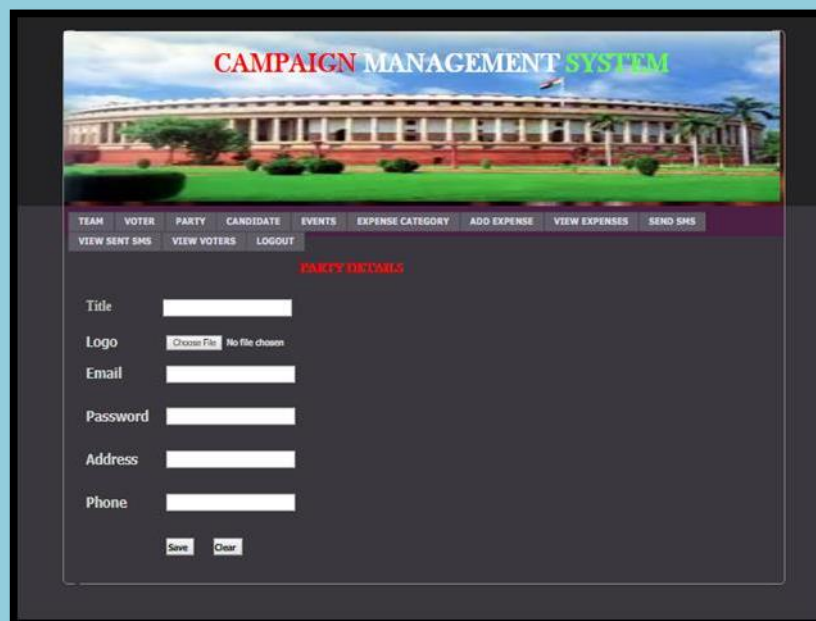 CAMPAIGN MANAGEMENT SYSTEM
TEAM VOTER PARTY CANDIDATE EVENTS EXPENSE CATEGORY ADD EXPENSE VIEW EXPENSES SEND SMS
VIEW SENT SMS VIEW VOTERS LOGOUT
PARTY DETAILS
Title
Logo Choose File No file chosen
Email
Password
Address
Phone
Save Clear